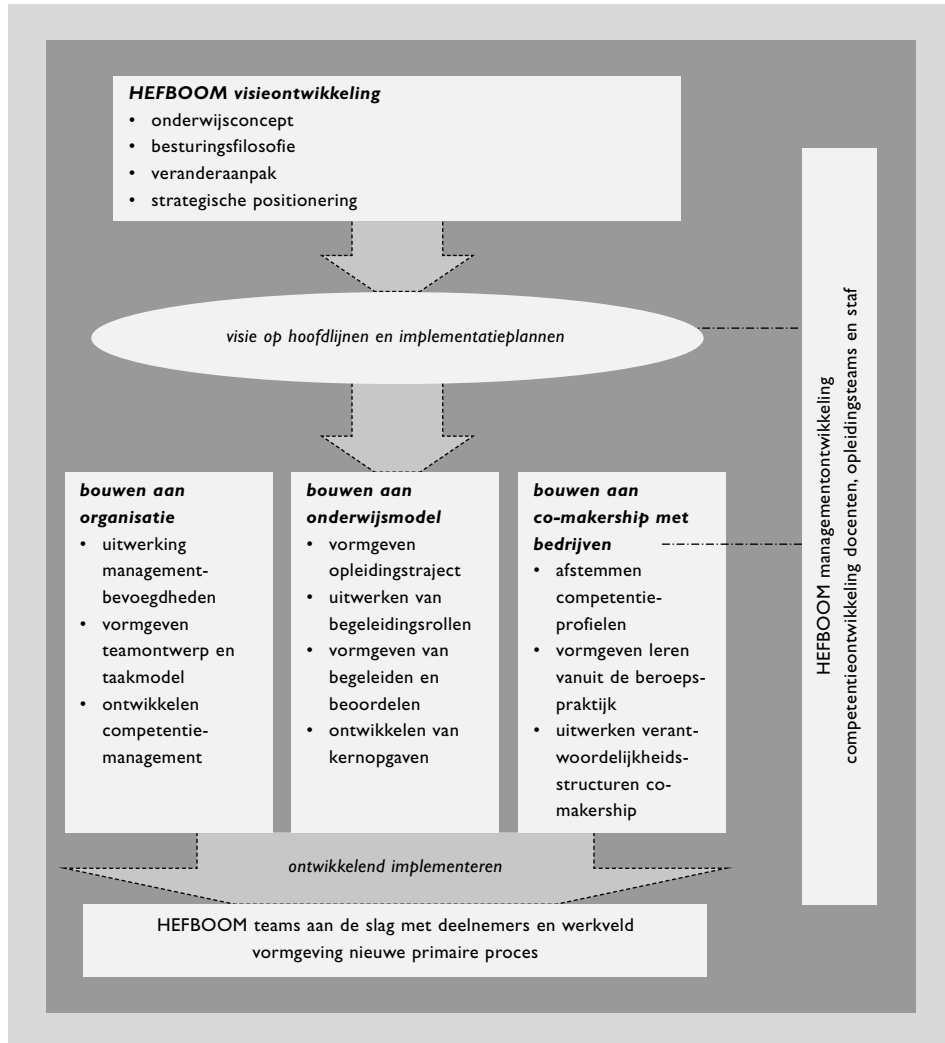 HEFBOOM visieontwikkeling
• onderwijsconcept
• besturingsfilosofie
• veranderaanpak
• strategische positionering
visie op hoofdlijnen en implementatieplannen
bouwen aan
organisatie
• uitwerking
management-
bevoegdheden
• vormgeven
teamontwerp en
taakmodel
• ontwikkelen
competentie-
management
bouwen aan
onderwijsmodel
• vormgeven
opleidingstraject
• uitwerken van
begeleidingsrollen
• vormgeven van
begeleiden en
beoordelen
• ontwikkelen van
kernopgaven
bouwen aan
co-makership met
bedrijven
• afstemmen
competentie-
profielen
• vormgeven leren
vanuit de beroeps-
praktijk
• uitwerken verant-
woordelijkheids-
structuren co-
makership
ontwikkelend implementeren
HEFBOOM teams aan de slag met deelnemers en werkveld
vormgeving nieuwe primaire proces
HEFBOOM managementontwikkeling
competentieontwikkeling docenten, opleidingsteams en staf